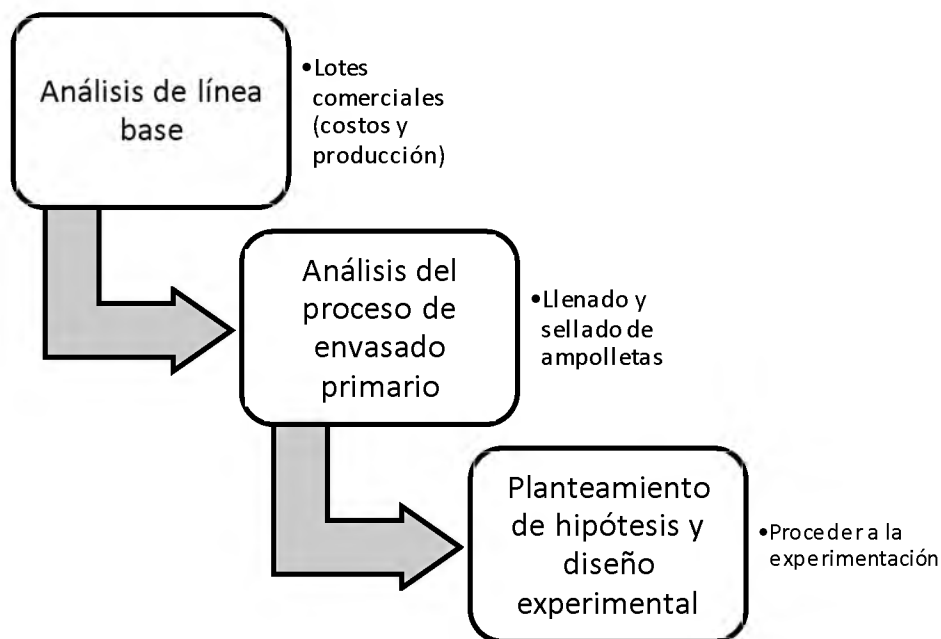 Análisis de línea
base
•Lotes
comerciales
(costos y
producción)
Análisis del
proceso de
envasado
primario
•Llenado y
sellado de
ampolletas
Planteamiento
de hipótesis y
diseño
experimental
•Proceder a la
experimentación